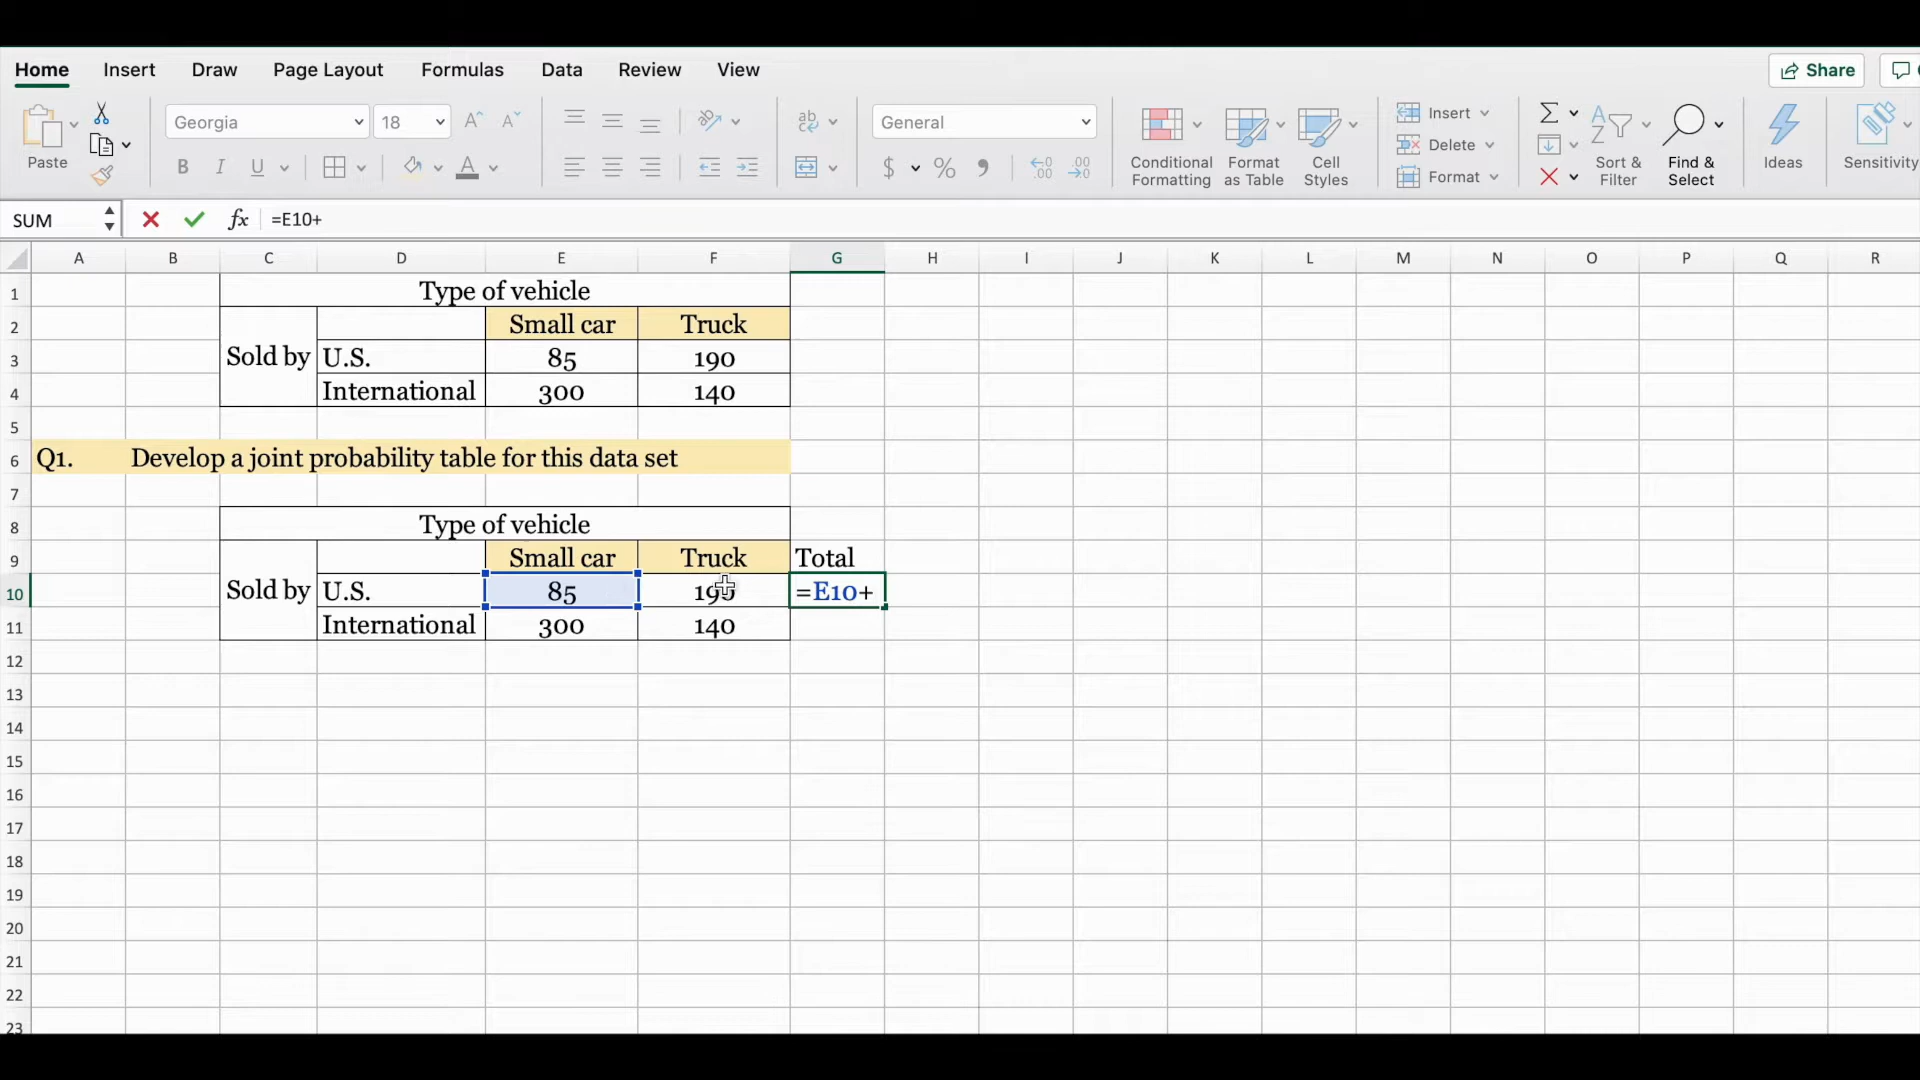 Home Insert Draw Page Layout Formulas Data Review View Share
Georgia 18 General Insert
Delete
Paste B I U A $ % Conditional Formatting Format as Table Cell Styles Format Sort & Filter Find & Select Ideas Sensitivity
SUM fx =E10+
A B C D E F G H I J K L M N O P Q R
1 Type of vehicle
2 Small car Truck
3 Sold by U.S. 85 190
4 International 300 140
5
6 Q1. Develop a joint probability table for this data set
7
8 Type of vehicle
9 Small car Truck Total
10 Sold by U.S. 85 190 =E10+
11 International 300 140
12
13
14
15
16
17
18
19
20
21
22
23